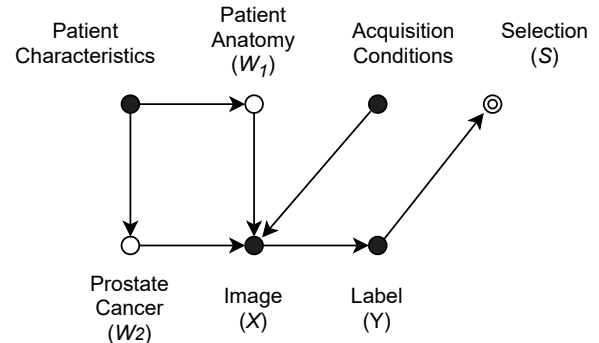 Patient
Characteristics
Patient
Anatomy
(W1)
Acquisition
Conditions
Selection
(S)
Prostate
Cancer
(W2)
Image
(X)
Label
(Y)